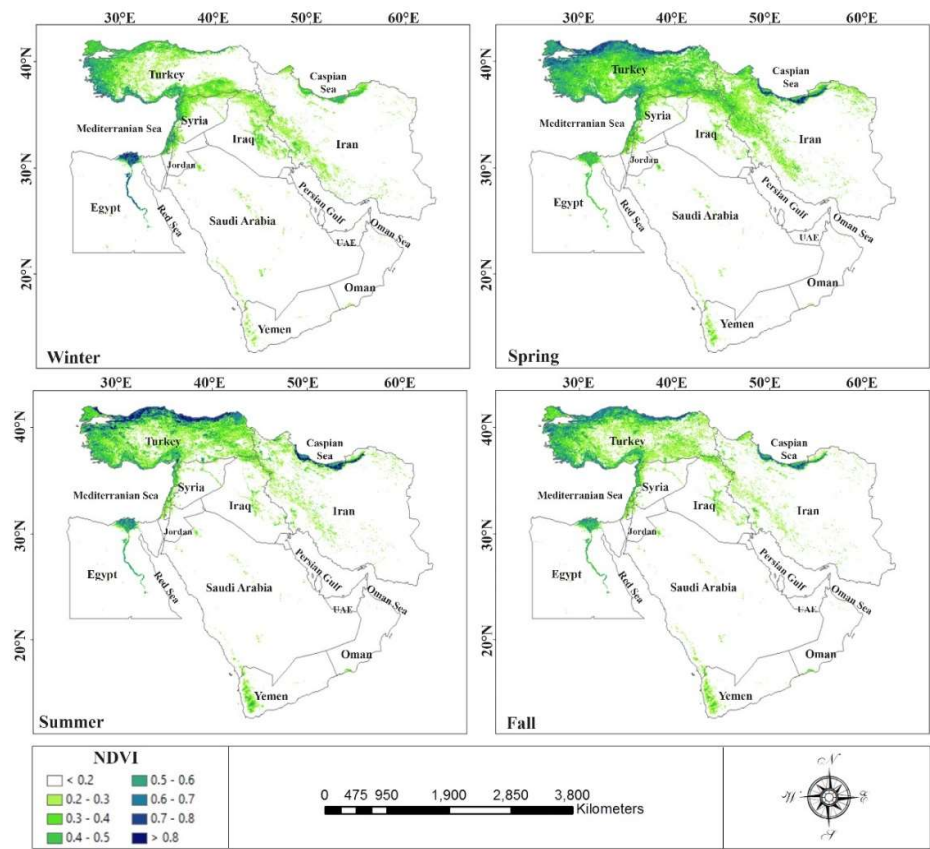 30°E 40°E 50°E 60°E
40°N
30°N
20°N
Turkey
Caspian
Sea
Mediterranian Sea
Syria
Iraq
Iran
Jordan
Egypt
Red Sea
Saudi Arabia
Persian Gulf
Oman Sea
UAE
Oman
Yemen
Winter
30°E 40°E 50°E 60°E
40°N
30°N
20°N
Turkey
Caspian
Sea
Mediterranian Sea
Syria
Iraq
Iran
Jordan
Egypt
Red Sea
Saudi Arabia
Persian Gulf
Oman Sea
UAE
Oman
Yemen
Spring
30°E 40°E 50°E 60°E
40°N
30°N
20°N
Turkey
Caspian
Sea
Mediterranean Sea
Syria
Iraq
Iran
Jordan
Egypt
Red Sea
Saudi Arabia
Persian Gulf
Oman Sea
UAE
Oman
Yemen
Summer
30°E 40°E 50°E 60°E
40°N
30°N
20°N
Turkey
Caspian
Sea
Mediterranian Sea
Syria
Iraq
Iran
Jordan
Egypt
Red Sea
Saudi Arabia
Persian Gulf
Oman Sea
UAE
Oman
Yemen
Fall
NDVI
< 0.2 0.5 - 0.6
0.2 - 0.3 0.6 - 0.7
0.3 - 0.4 0.7 - 0.8
0.4 - 0.5 > 0.8
0 475 950 1,900 2,850 3,800
Kilometers
N
W E
S